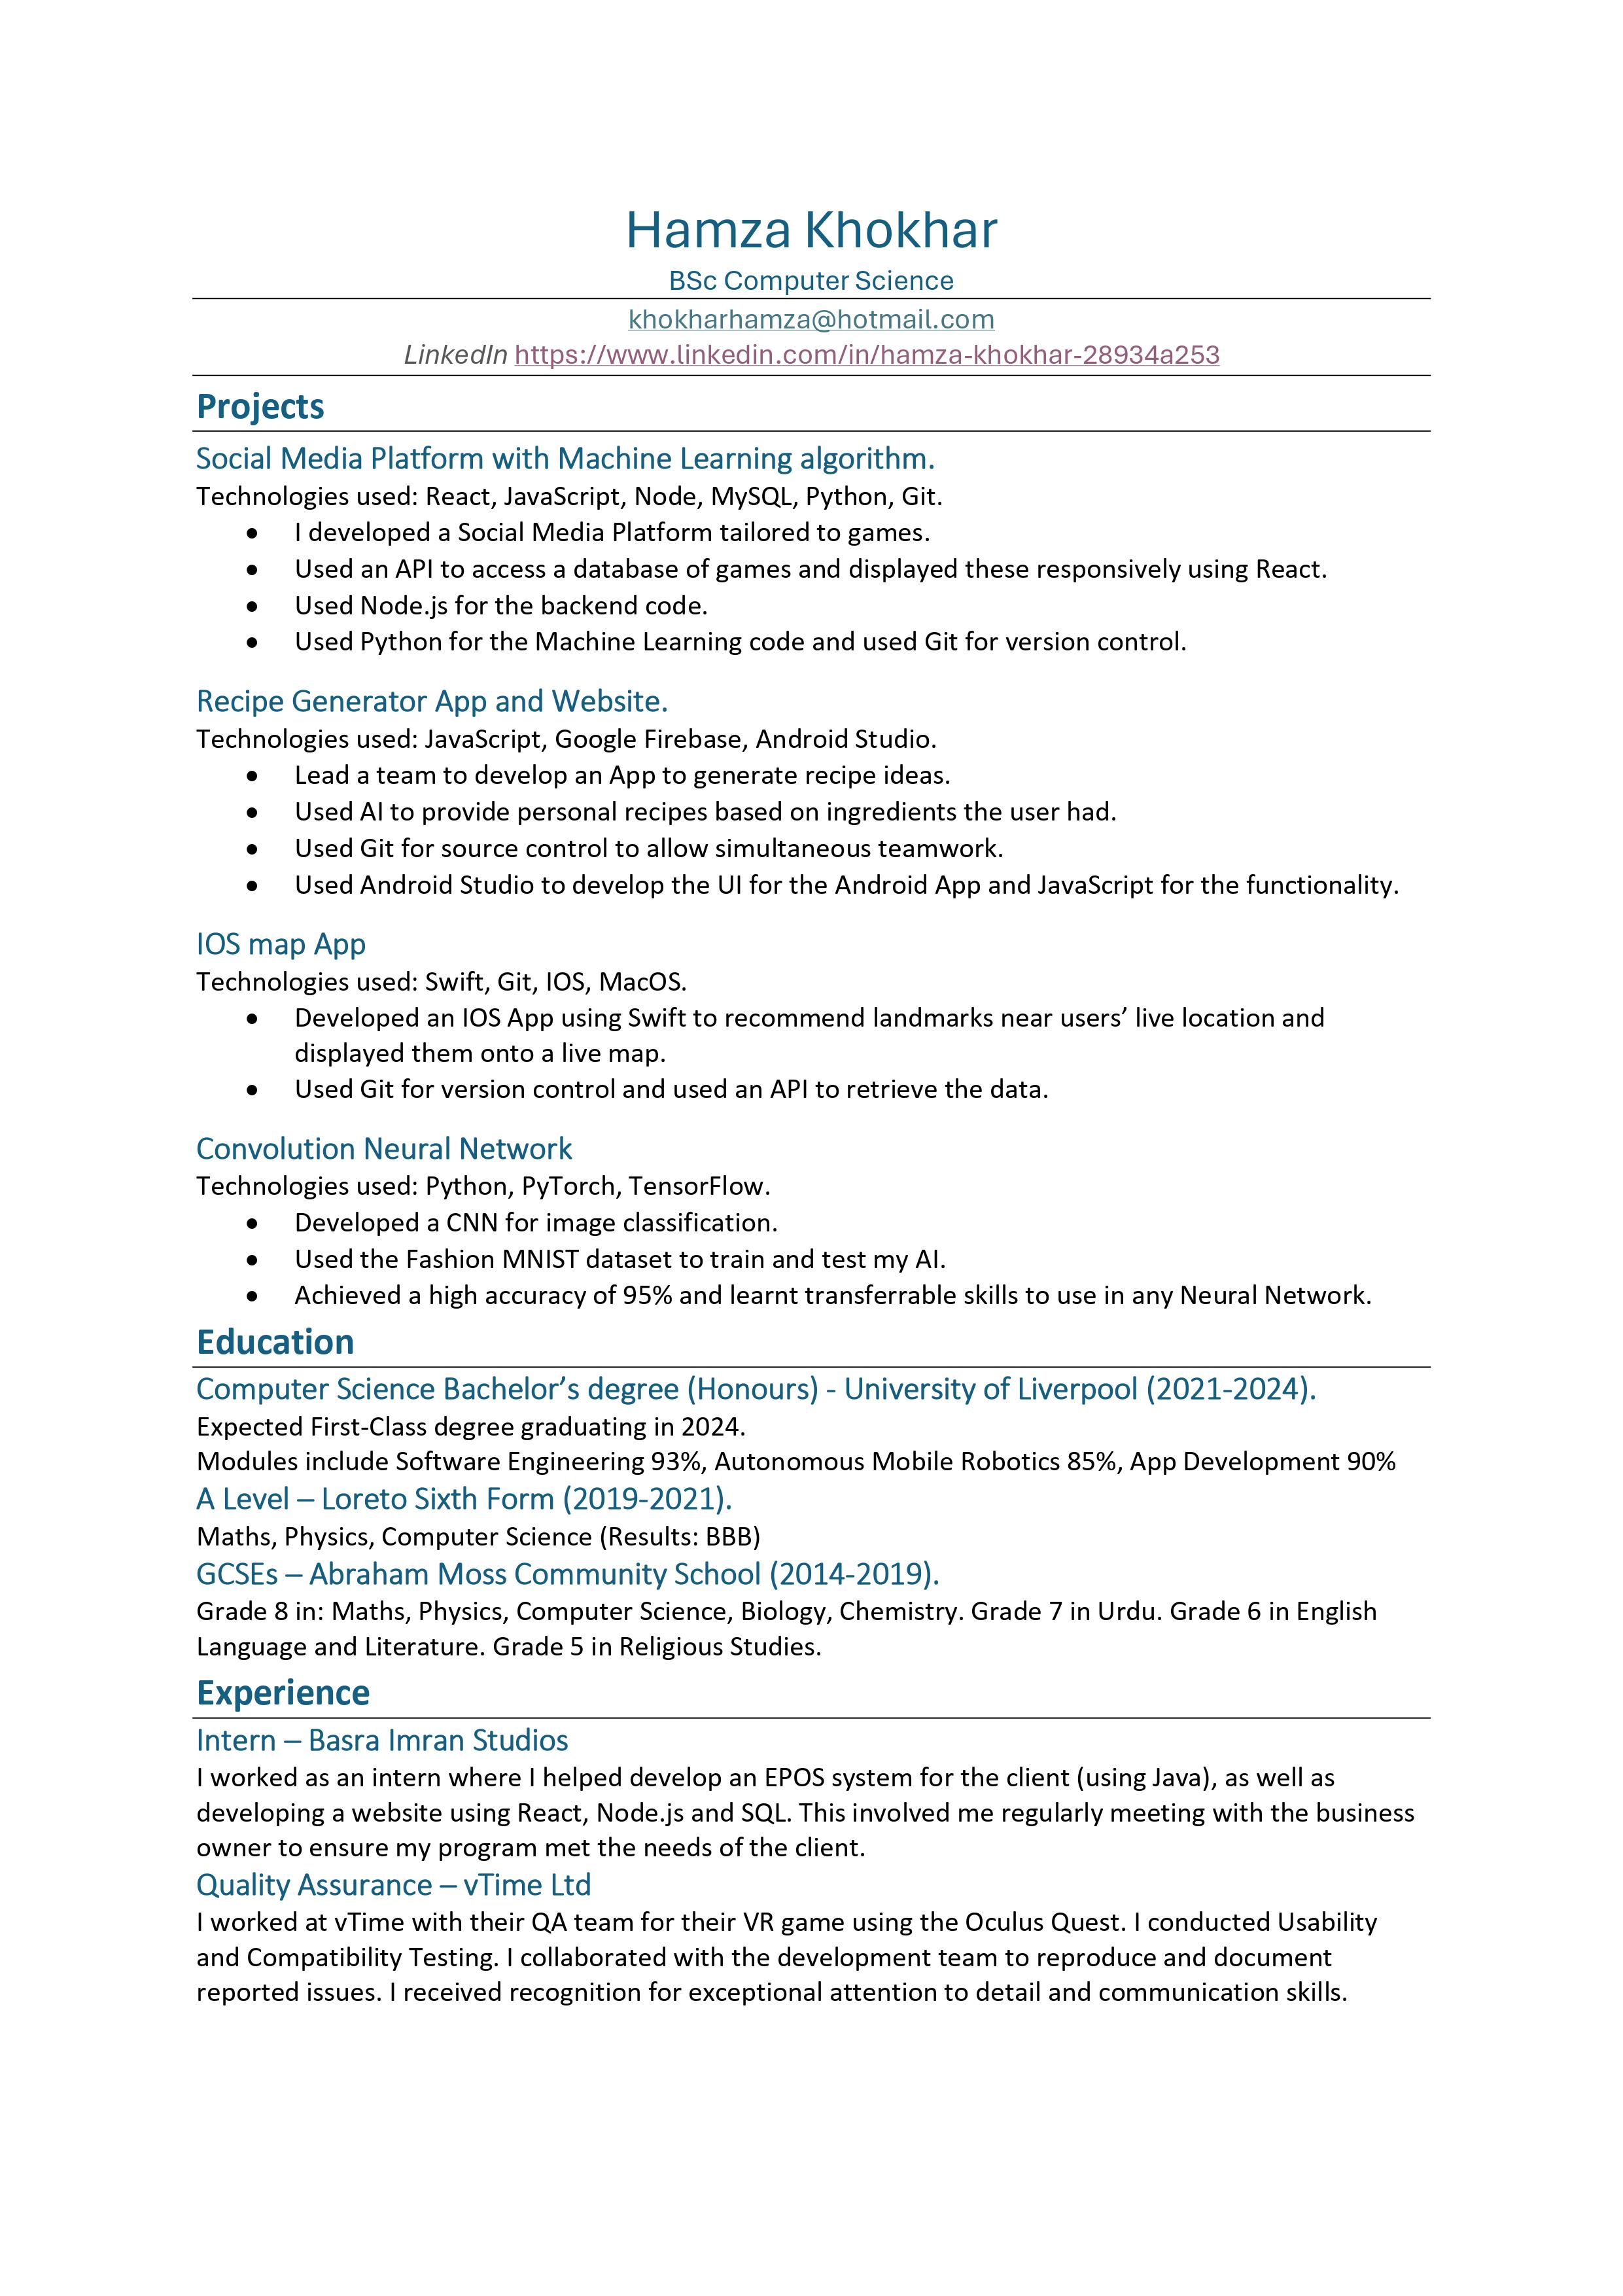 Hamza Khokhar
BSc Computer Science
khokharhamza@hotmail.com
LinkedIn https://www.linkedin.com/in/hamza-khokhar-28934a253
Projects
Social Media Platform with Machine Learning algorithm.
Technologies used: React, JavaScript, Node, MySQL, Python, Git.
• I developed a Social Media Platform tailored to games.
• Used an API to access a database of games and displayed these responsively using React.
• Used Node.js for the backend code.
• Used Python for the Machine Learning code and used Git for version control.
Recipe Generator App and Website.
Technologies used: JavaScript, Google Firebase, Android Studio.
• Lead a team to develop an App to generate recipe ideas.
• Used AI to provide personal recipes based on ingredients the user had.
• Used Git for source control to allow simultaneous teamwork.
• Used Android Studio to develop the UI for the Android App and JavaScript for the functionality.
IOS map App
Technologies used: Swift, Git, IOS, MacOS.
• Developed an IOS App using Swift to recommend landmarks near users’ live location and
displayed them onto a live map.
• Used Git for version control and used an API to retrieve the data.
Convolution Neural Network
Technologies used: Python, PyTorch, TensorFlow.
• Developed a CNN for image classification.
• Used the Fashion MNIST dataset to train and test my AI.
• Achieved a high accuracy of 95% and learnt transferrable skills to use in any Neural Network.
Education
Computer Science Bachelor’s degree (Honours) - University of Liverpool (2021-2024).
Expected First-Class degree graduating in 2024.
Modules include Software Engineering 93%, Autonomous Mobile Robotics 85%, App Development 90%
A Level – Loreto Sixth Form (2019-2021).
Maths, Physics, Computer Science (Results: BBB)
GCSEs – Abraham Moss Community School (2014-2019).
Grade 8 in: Maths, Physics, Computer Science, Biology, Chemistry. Grade 7 in Urdu. Grade 6 in English
Language and Literature. Grade 5 in Religious Studies.
Experience
Intern – Basra Imran Studios
I worked as an intern where I helped develop an EPOS system for the client (using Java), as well as
developing a website using React, Node.js and SQL. This involved me regularly meeting with the business
owner to ensure my program met the needs of the client.
Quality Assurance – vTime Ltd
I worked at vTime with their QA team for their VR game using the Oculus Quest. I conducted Usability
and Compatibility Testing. I collaborated with the development team to reproduce and document
reported issues. I received recognition for exceptional attention to detail and communication skills.